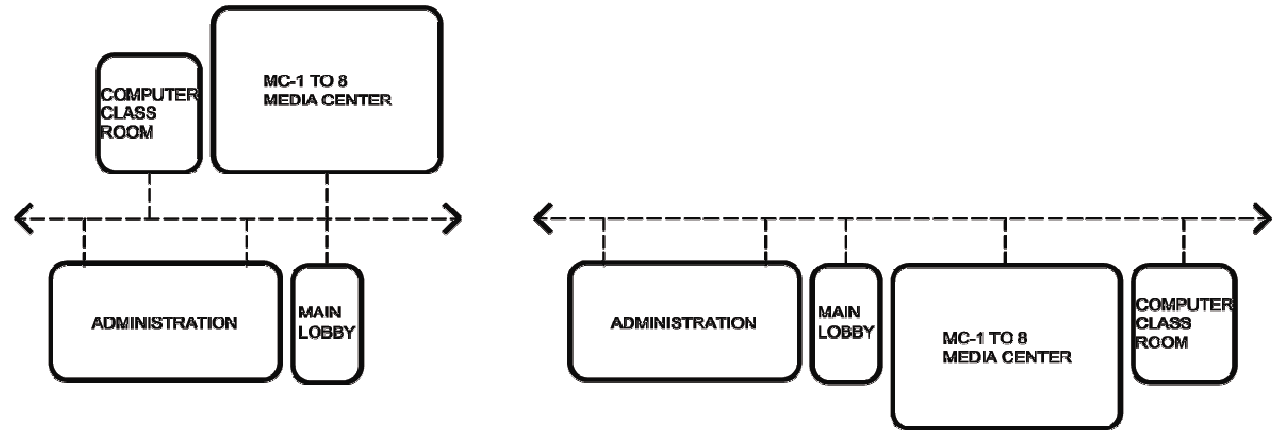 COMPUTER
CLASS
ROOM
MC-1 TO 8
MEDIA CENTER
ADMINISTRATION
MAIN
LOBBY
ADMINISTRATION
MAIN
LOBBY
MC-1 TO 8
MEDIA CENTER
COMPUTER
CLASS
ROOM